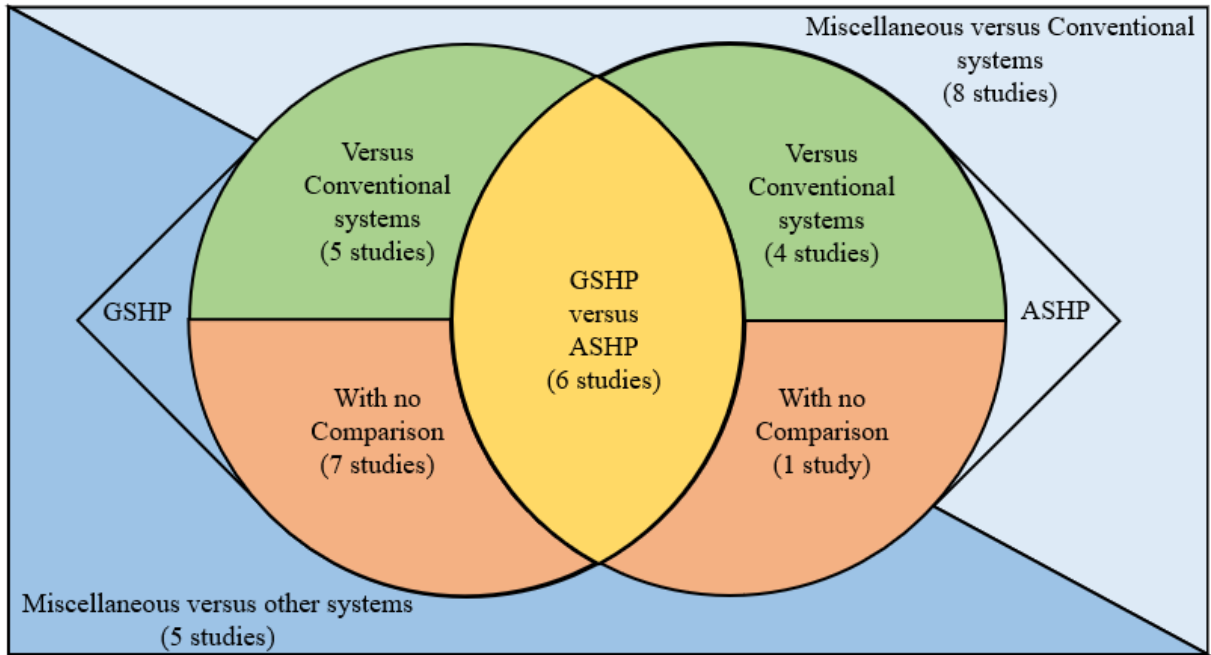 Miscellaneous versus Conventional
systems
(8 studies)
Versus
Conventional
systems
(5 studies)
Versus
Conventional
systems
(4 studies)
GSHP
GSHP
versus
ASHP
(6 studies)
ASHP
With no
Comparison
(7 studies)
With no
Comparison
(1 study)
Miscellaneous versus other systems
(5 studies)